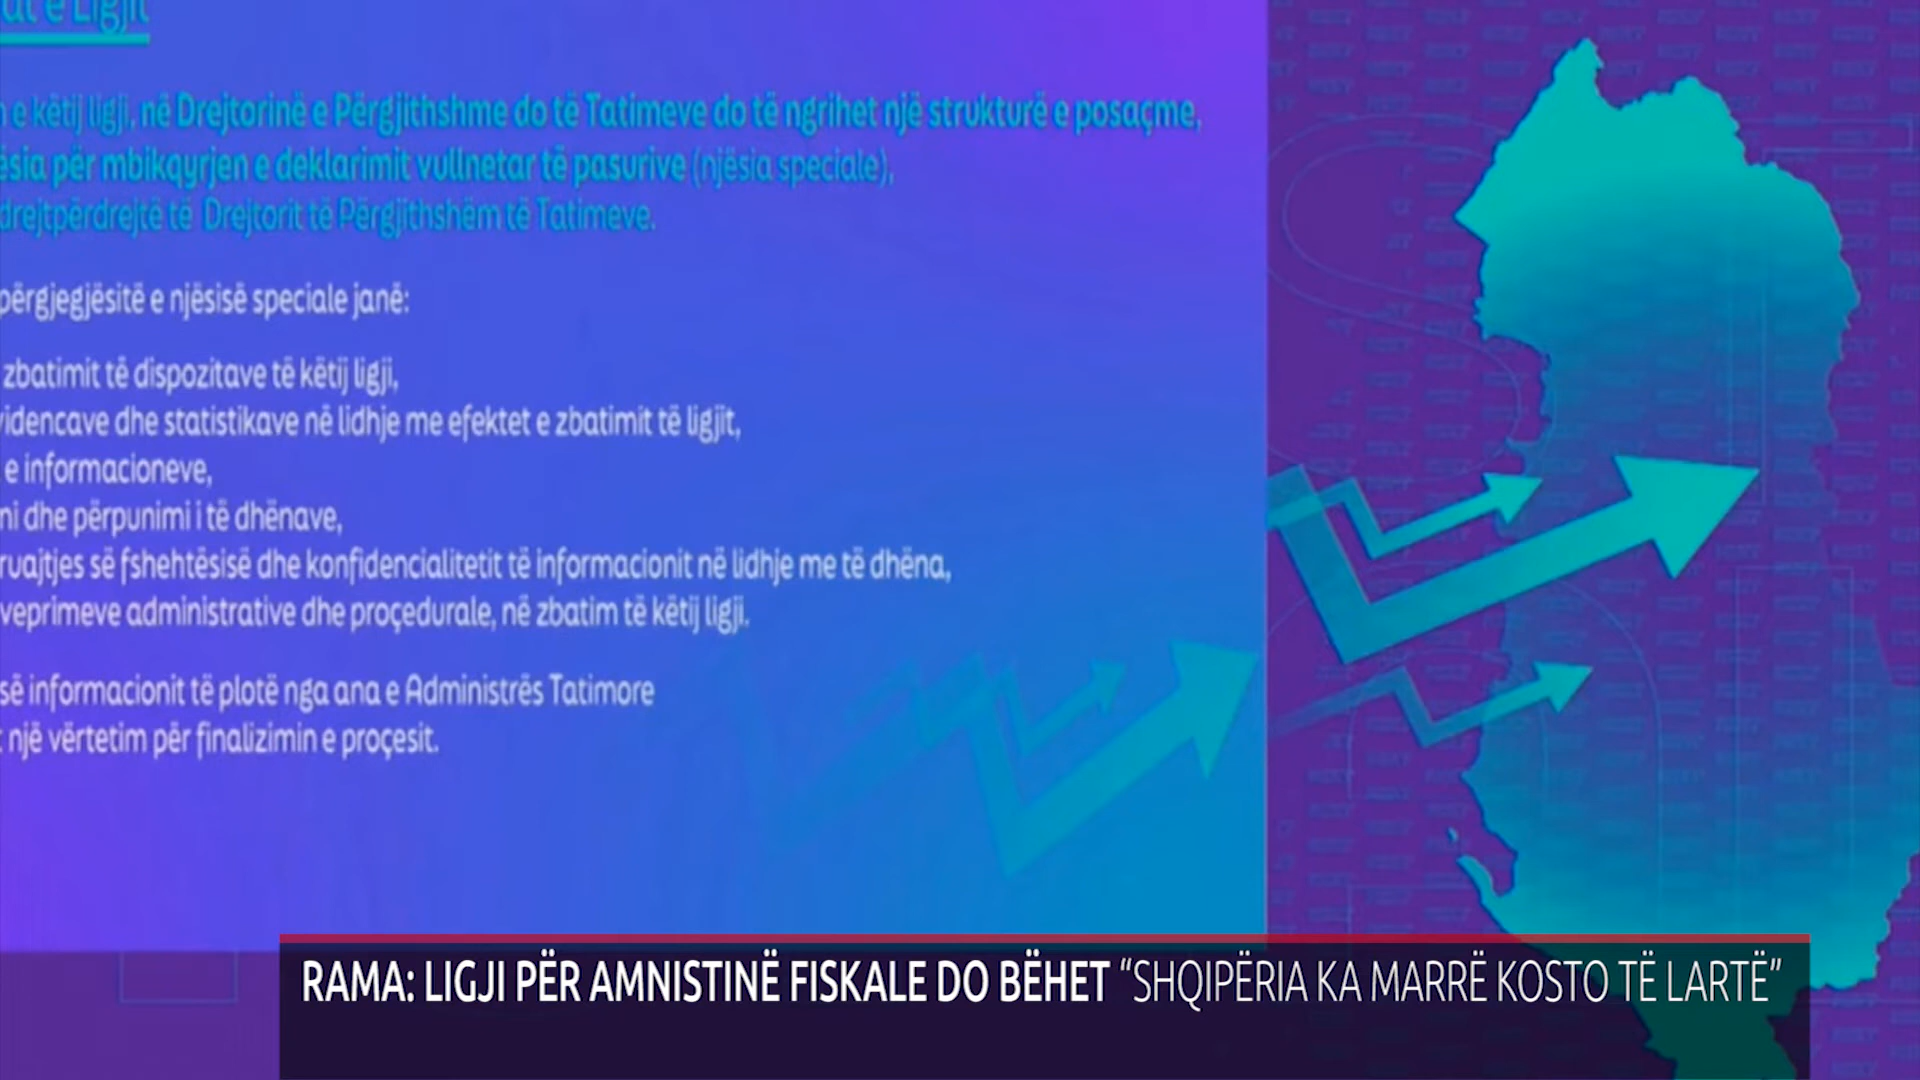 e Ligjit
e këtij ligji, në Drejtorinë e Përgjithshme do të Tatimeve do të ngrihet një strukturë e posaçme,
për mbikqyrjen e deklarimit vullnetar të pasurive (njësia speciale),
drejtpërdrejtë të Drejtorit të Përgjithshëm të Tatimeve.
përgjegjësitë e njësisë speciale janë:
zbatimit të dispozitave të këtij ligji,
dhe statistikave në lidhje me efektet e zbatimit të ligjit,
e informacioneve,
dhe përpunimi i të dhënave,
së fshehtësisë dhe konfidencialitetit të informacionit në lidhje me të dhëna,
veprimeve administrative dhe proçedurale, në zbatim të këtij ligji.
së informacionit të plotë nga ana e Administrës Tatimore
një vërtetim për finalizimin e proçesit.
RAMA: LIGJI PËR AMNISTINË FISKALE DO BËHET “SHQIPËRIA KA MARRË KOSTO TË LARTË”